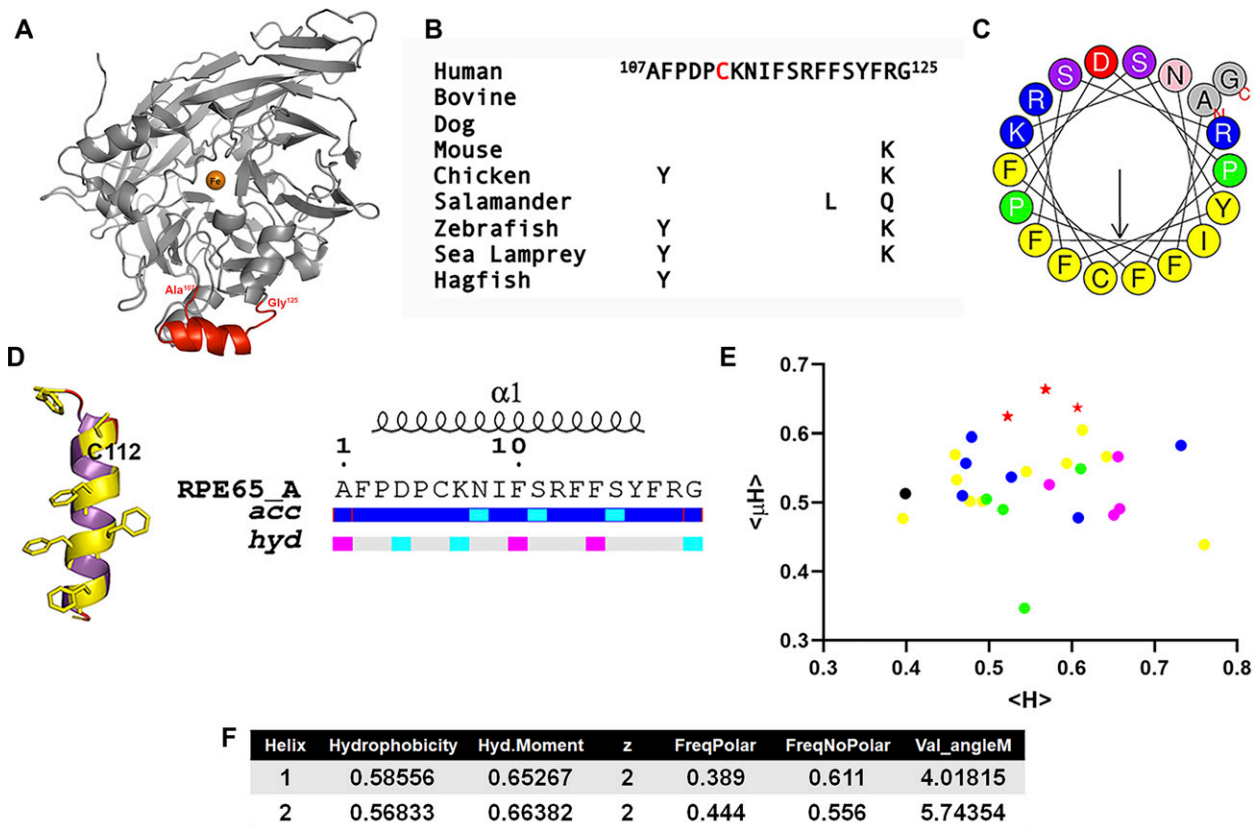 A
Fe
Ala107
Gly125
B
Human 107AFPDPCKNIFSRFFSYFRG125
Bovine
Dog
Mouse K
Chicken Y K
Salamander L Q
Zebrafish Y K
Sea Lamprey Y K
Hagfish Y
C
S D S N G C
R A N
K R
F P
P Y
F I
F C F F
D
C112
α1
1 10
RPE65_A AFPDPCKNIFSRFFSYFRG
acc
hyd
E
0.7
0.6
0.5
0.4
0.3
<μH>
0.3 0.4 0.5 0.6 0.7 0.8
<H>
F
Helix Hydrophobicity Hyd.Moment z FreqPolar FreqNoPolar Val_angleM
1 0.58556 0.65267 2 0.389 0.611 4.01815
2 0.56833 0.66382 2 0.444 0.556 5.74354